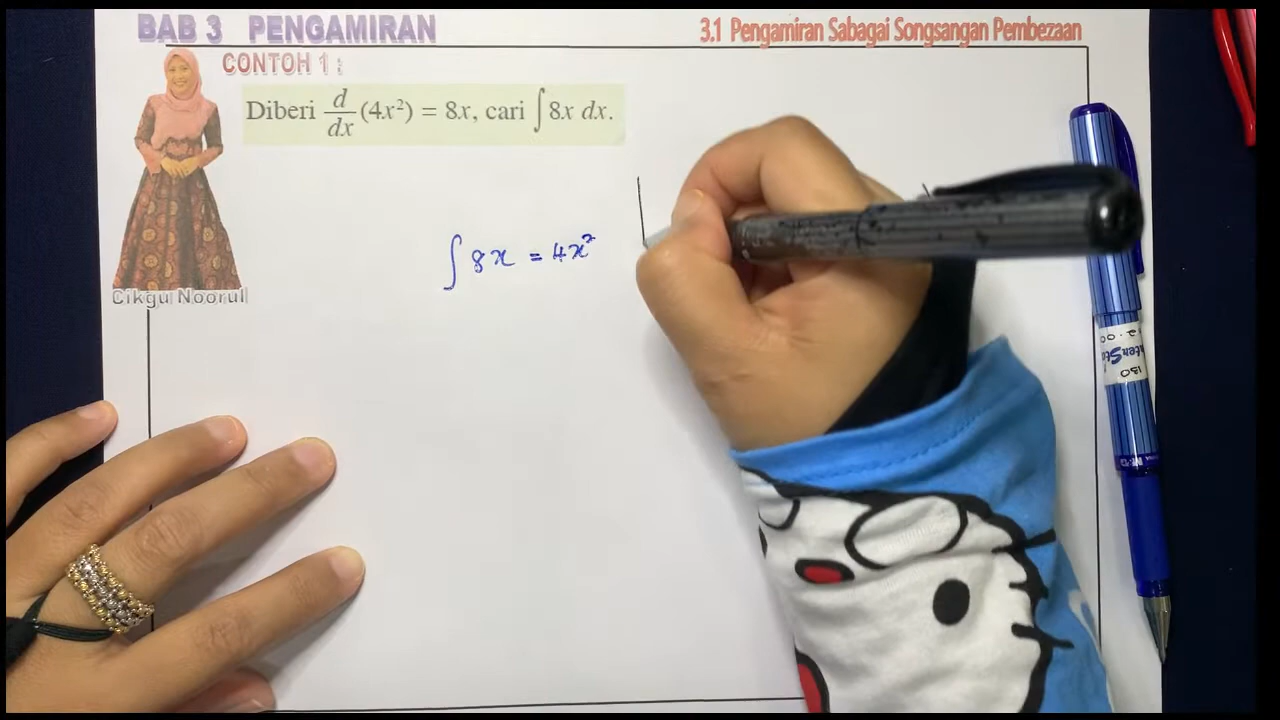 BAB 3 PENGAMIRAN
3.1 Pengamiran Sabagai Songsangan Pembezaan
CONTOH 1 :
Diberi d/dx (4x²) = 8x, cari ∫8x dx.
∫ 8x = 4x²
Cikgu Noorul